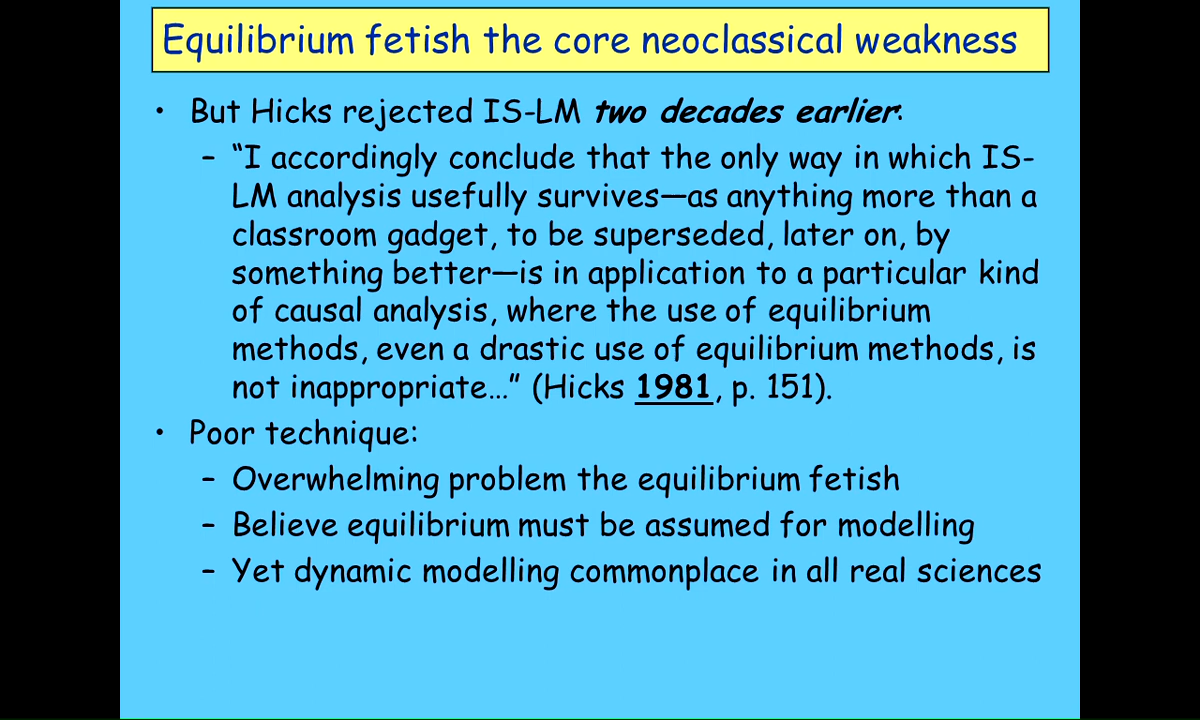 Equilibrium fetish the core neoclassical weakness
• But Hicks rejected IS-LM two decades earlier:
– “I accordingly conclude that the only way in which IS-
LM analysis usefully survives—as anything more than a
classroom gadget, to be superseded, later on, by
something better—is in application to a particular kind
of causal analysis, where the use of equilibrium
methods, even a drastic use of equilibrium methods, is
not inappropriate…” (Hicks 1981, p. 151).
• Poor technique:
– Overwhelming problem the equilibrium fetish
– Believe equilibrium must be assumed for modelling
– Yet dynamic modelling commonplace in all real sciences